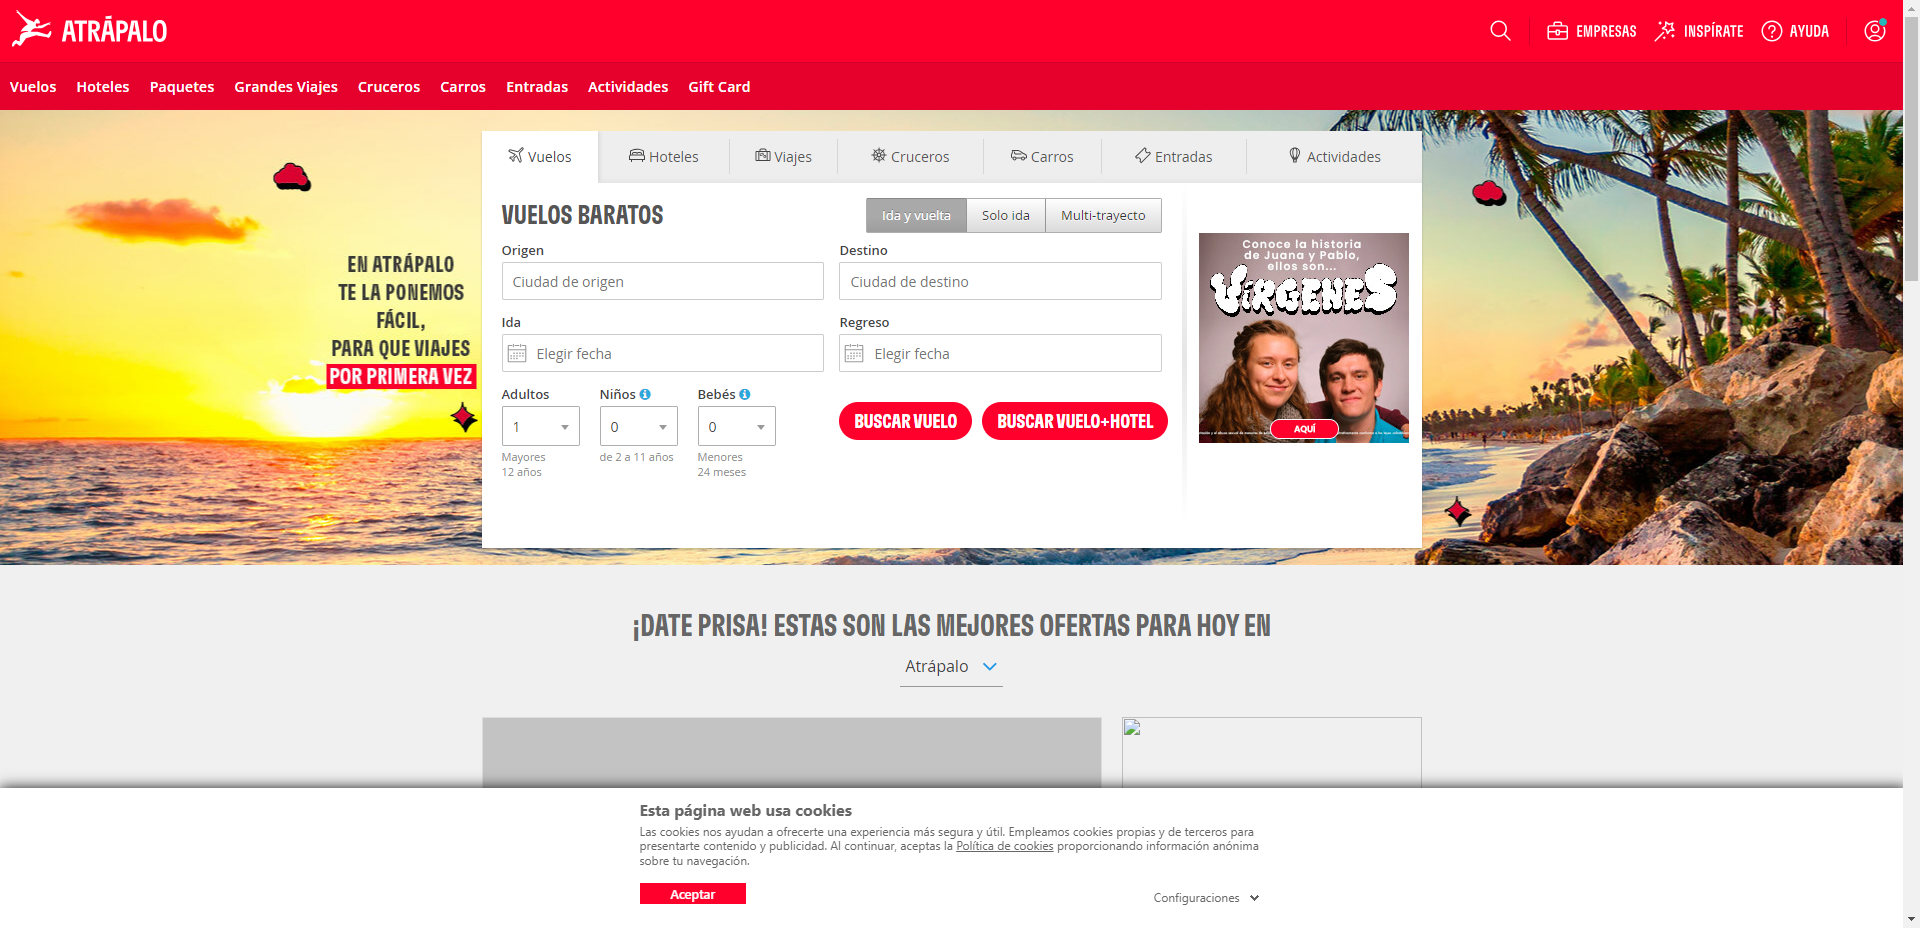 ATRÁPALO
EMPRESAS
INSPÍRATE
AYUDA
Vuelos
Hoteles
Paquetes
Grandes Viajes
Cruceros
Carros
Entradas
Actividades
Gift Card
EN ATRÁPALO
TE LA PONEMOS
FÁCIL,
PARA QUE VIAJES
POR PRIMERA VEZ
Vuelos
Hoteles
Viajes
Cruceros
Carros
Entradas
Actividades
VUELOS BARATOS
Ida y vuelta
Solo ida
Multi-trayecto
Origen
Destino
Ciudad de origen
Ciudad de destino
Ida
Regreso
Elegir fecha
Elegir fecha
Adultos
Niños
Bebés
1
0
0
Mayores
12 años
de 2 a 11 años
Menores
24 meses
BUSCAR VUELO
BUSCAR VUELO+HOTEL
Conoce la historia
de Juana y Pablo,
ellos son...
VÍRGENES
AQUÍ
¡DATE PRISA! ESTAS SON LAS MEJORES OFERTAS PARA HOY EN
Atrápalo
Esta página web usa cookies
Las cookies nos ayudan a ofrecerte una experiencia más segura y útil. Empleamos cookies propias y de terceros para
presentarte contenido y publicidad. Al continuar, aceptas la Política de cookies proporcionando información anónima
sobre tu navegación.
Aceptar
Configuraciones